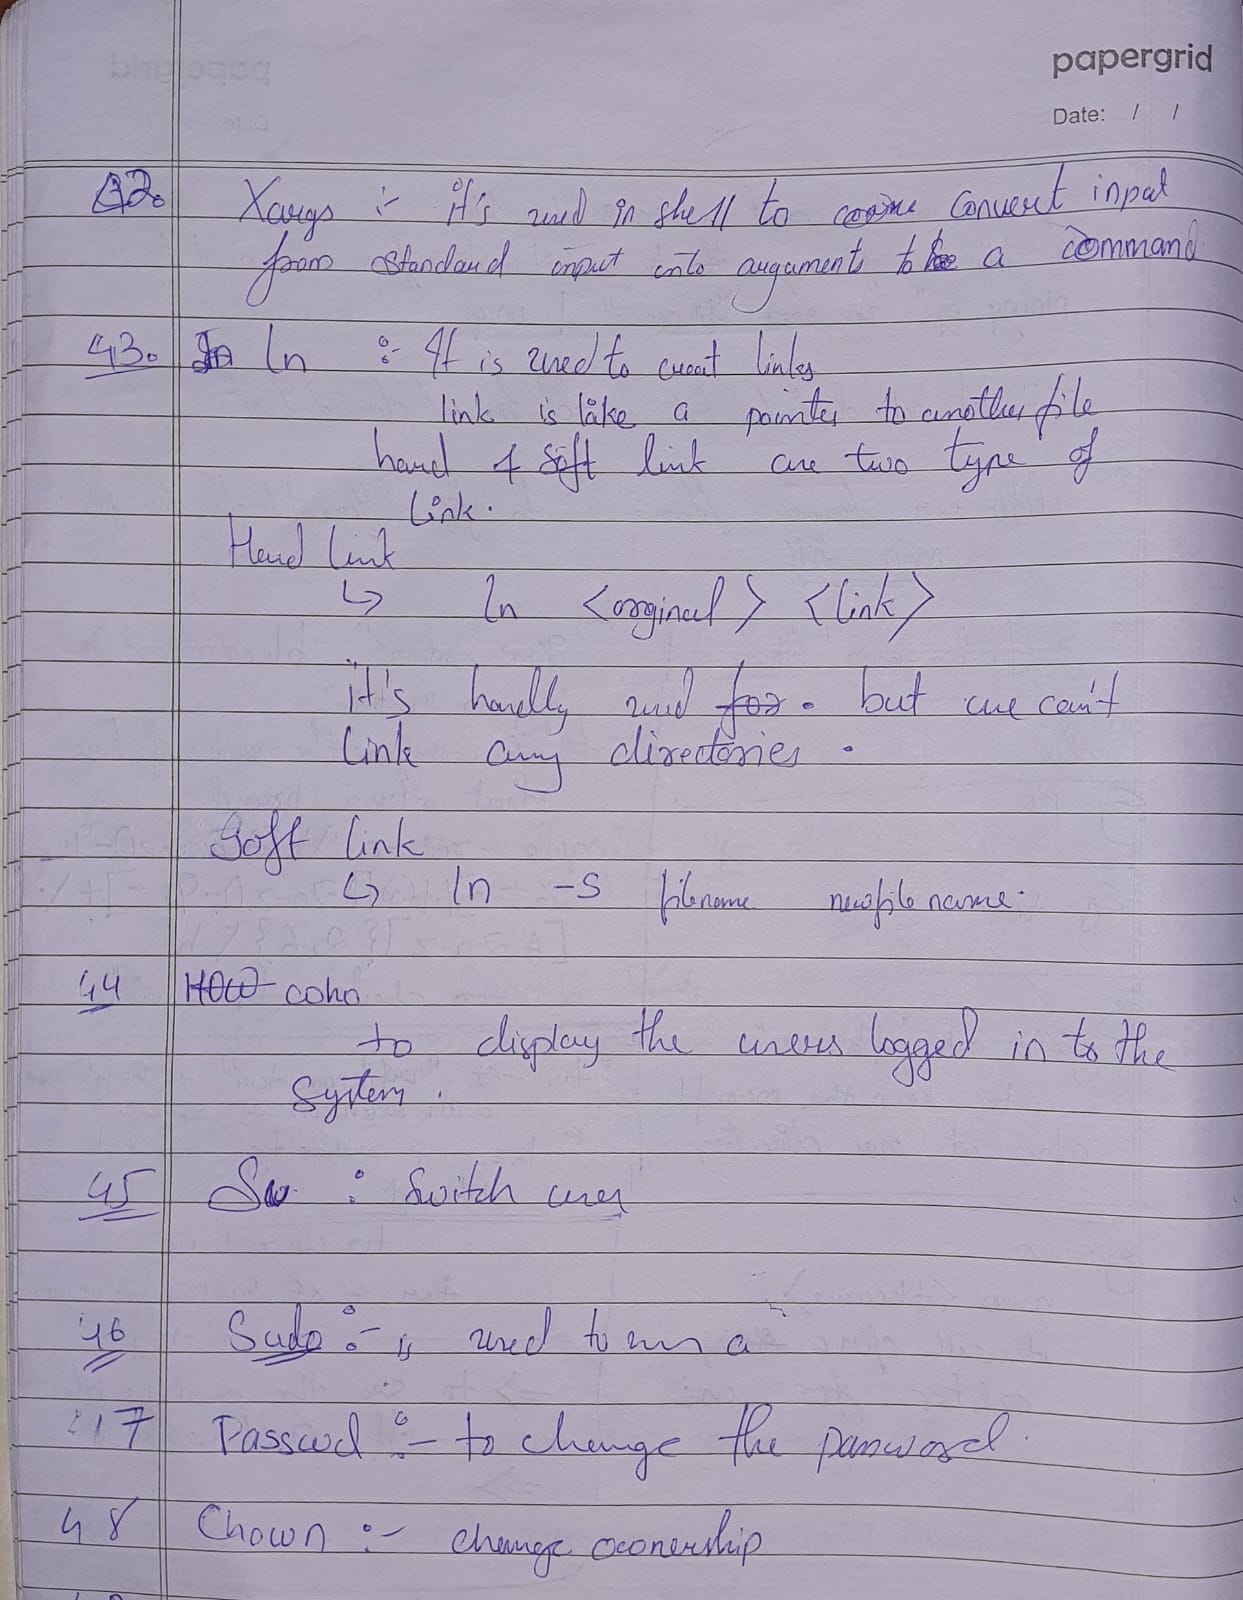 papergrid
Date: / /
42. Xargs :- it's used in shell to convert input
from standard input into argument to a command
43. ln :- It is used to creat links
link is like a pointer to another file
hard & soft link are two type of
link.
Hard link
↳ ln <orginal> <link>
it's hardly used for. but we can't
link any directories.
Soft link
↳ ln -s filename newfile name.
44 How who
to display the users logged in to the
system.
45 Su : Switch user
46 Sudo :- is used to run a
47 Passwd :- to change the password.
48 Chown :- change ownership